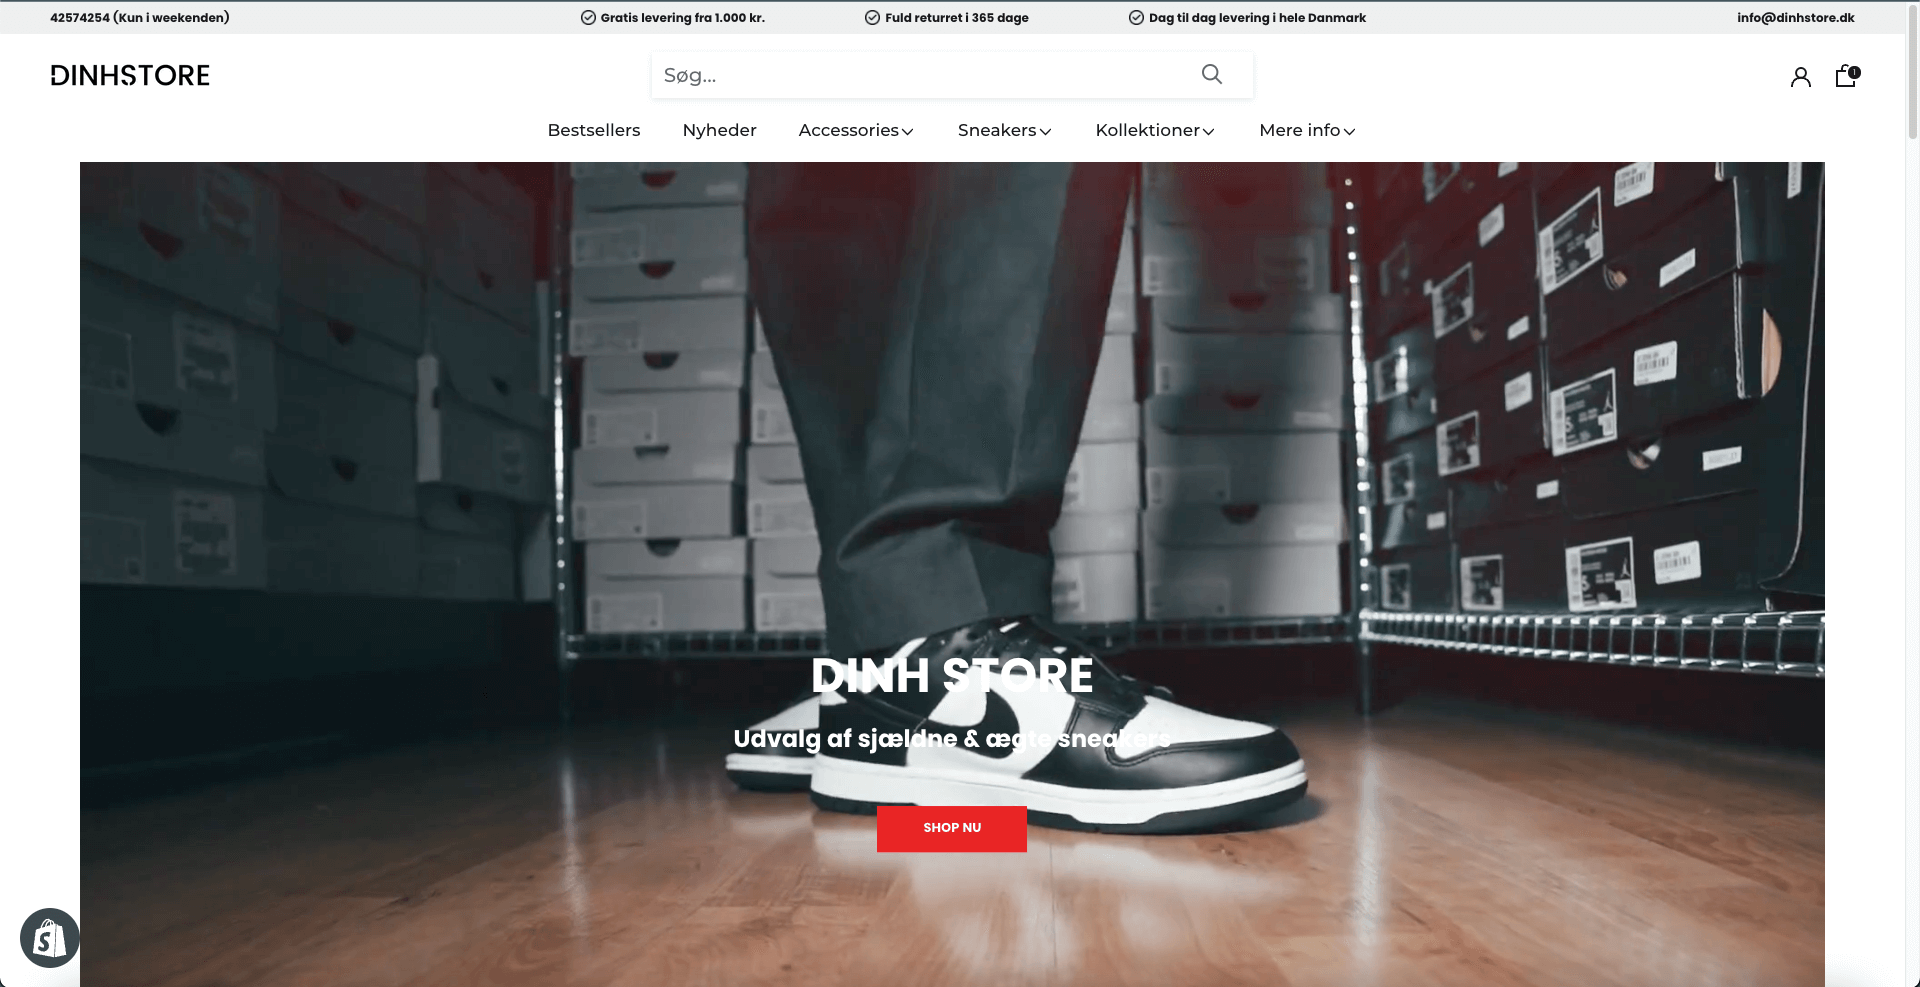 42574254 (Kun i weekenden)
Gratis levering fra 1.000 kr.
Fuld returret i 365 dage
Dag til dag levering i hele Danmark
info@dinhstore.dk
DINHSTORE
Søg...
1
Bestsellers
Nyheder
Accessories
Sneakers
Kollektioner
Mere info
DINH STORE
Udvalg af sjældne & ægte sneakers
SHOP NU